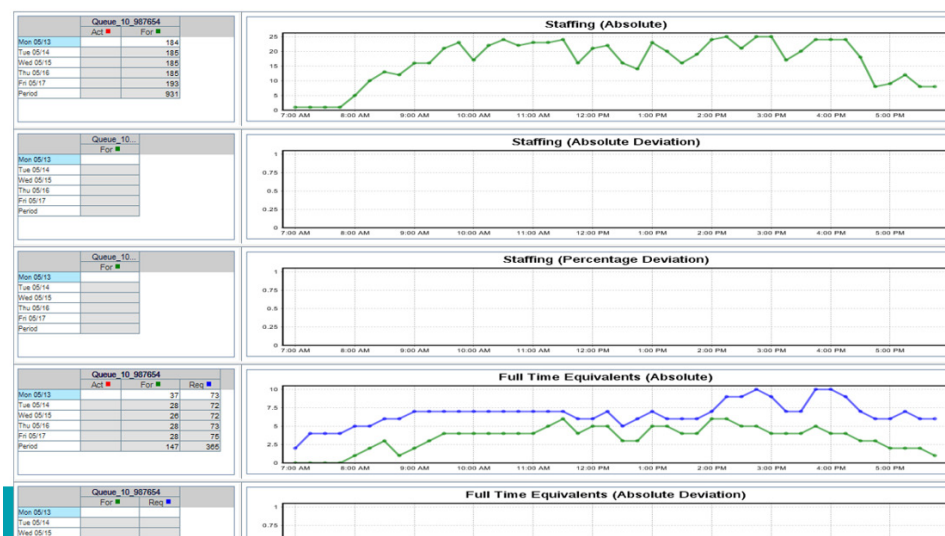 Queue_10_987654
Act For
Mon 05/13 184
Tue 05/14 185
Wed 05/15 185
Thu 05/16 185
Fri 05/17 193
Period 931
Staffing (Absolute)
25
20
15
10
5
0
7:00 AM 8:00 AM 9:00 AM 10:00 AM 11:00 AM 12:00 PM 1:00 PM 2:00 PM 3:00 PM 4:00 PM 5:00 PM
Queue_10...
For
Mon 05/13
Tue 05/14
Wed 05/15
Thu 05/16
Fri 05/17
Period
Staffing (Absolute Deviation)
1
0.75
0.5
0.25
0
7:00 AM 8:00 AM 9:00 AM 10:00 AM 11:00 AM 12:00 PM 1:00 PM 2:00 PM 3:00 PM 4:00 PM 5:00 PM
Queue_10...
For
Mon 05/13
Tue 05/14
Wed 05/15
Thu 05/16
Fri 05/17
Period
Staffing (Percentage Deviation)
1
0.75
0.5
0.25
0
7:00 AM 8:00 AM 9:00 AM 10:00 AM 11:00 AM 12:00 PM 1:00 PM 2:00 PM 3:00 PM 4:00 PM 5:00 PM
Queue_10_987654
Act For Req
Mon 05/13 37 73
Tue 05/14 28 72
Wed 05/15 26 72
Thu 05/16 28 73
Fri 05/17 28 75
Period 147 365
Full Time Equivalents (Absolute)
10
7.5
5
2.5
0
7:00 AM 8:00 AM 9:00 AM 10:00 AM 11:00 AM 12:00 PM 1:00 PM 2:00 PM 3:00 PM 4:00 PM 5:00 PM
Queue_10_987654
For Req
Mon 05/13
Tue 05/14
Wed 05/15
Full Time Equivalents (Absolute Deviation)
1
0.75